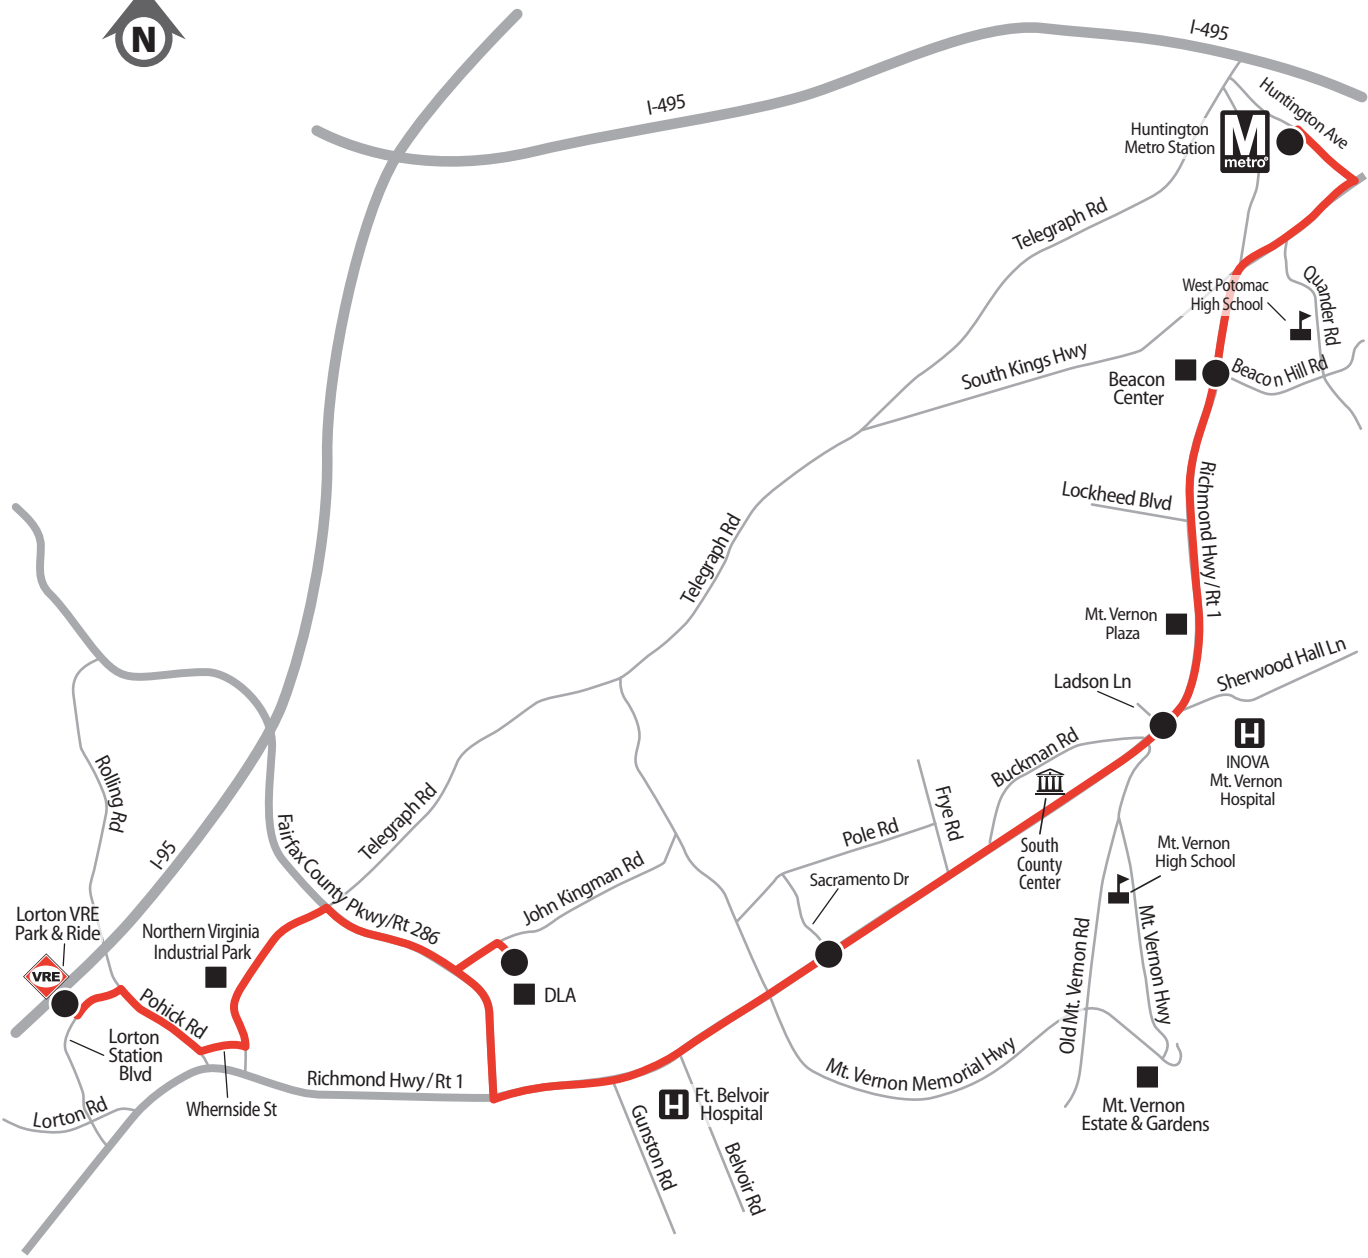 N
I-495
I-495
Huntington Ave
Huntington
Metro Station
M
metro
Telegraph Rd
West Potomac
High School
Quander Rd
South Kings Hwy
Beacon
Center
Beacon Hill Rd
Lockheed Blvd
Richmond Hwy/Rt 1
Telegraph Rd
Mt. Vernon
Plaza
Sherwood Hall Ln
Ladson Ln
H
INOVA
Mt. Vernon
Hospital
Buckman Rd
Rolling Rd
I-95
Fairfax County Pkwy/Rt 286
Telegraph Rd
Frye Rd
Pole Rd
South
County
Center
Mt. Vernon
High School
John Kingman Rd
Sacramento Dr
Lorton VRE
Park & Ride
VRE
Northern Virginia
Industrial Park
DLA
Pohick Rd
Lorton
Station
Blvd
Old Mt. Vernon Rd
Mt. Vernon Hwy
Mt. Vernon Memorial Hwy
Richmond Hwy/Rt 1
Whernside St
Lorton Rd
H
Ft. Belvoir
Hospital
Gunston Rd
Belvoir Rd
Mt. Vernon
Estate & Gardens